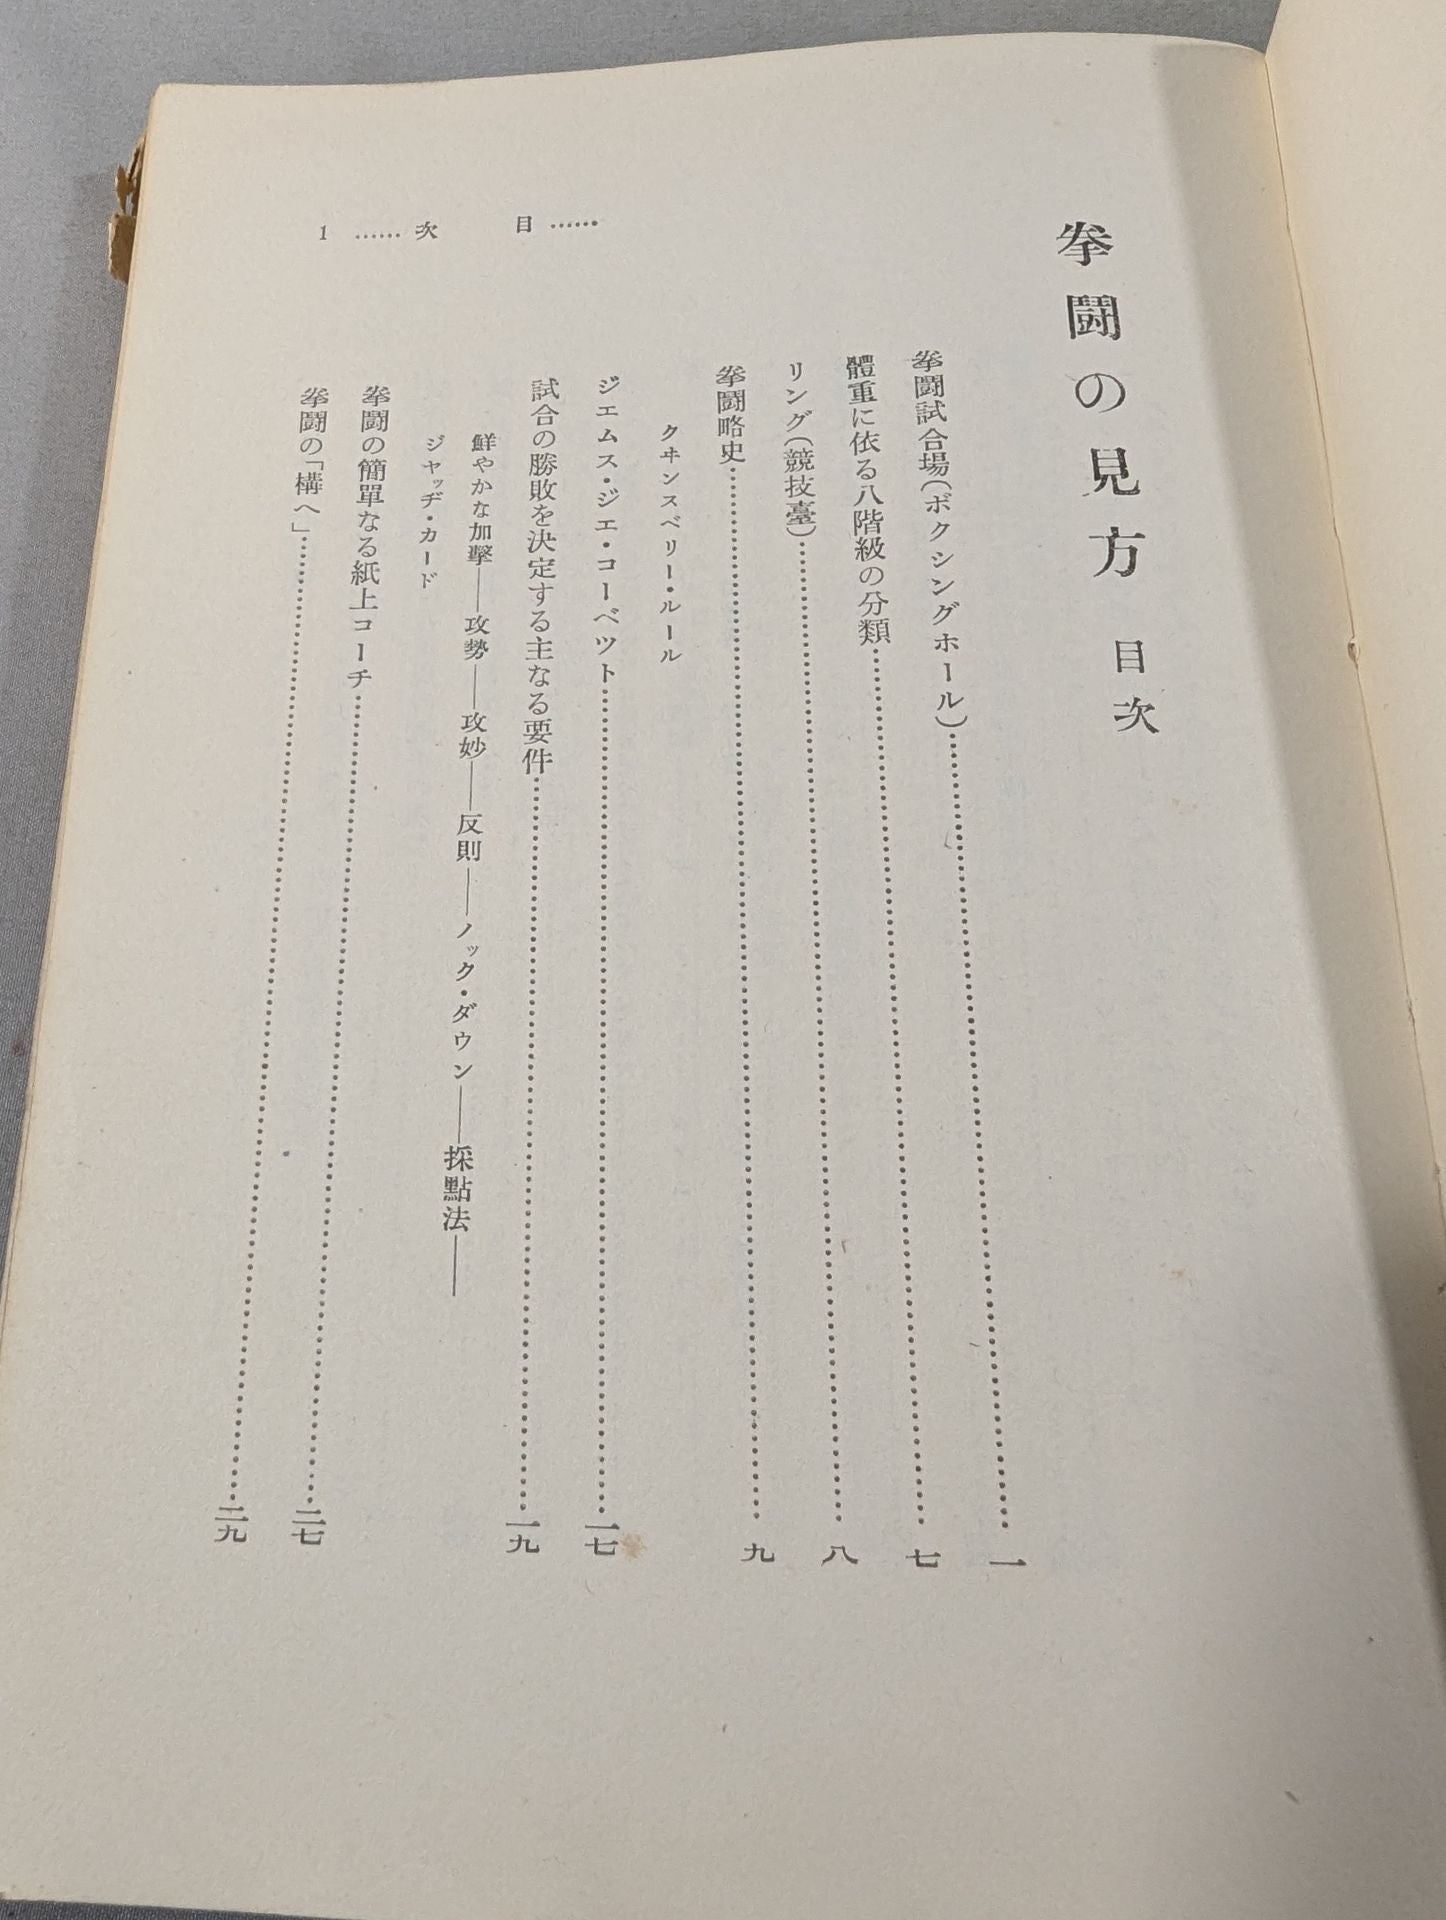 拳闘の見方 目次
拳闘試合場(ボクシングホール)……一
體重に依る八階級の分類……七
リング(競技臺)……八
拳闘略史……九
クヰンスベリー・ルール
ジエムス・ジエ・コーベツト……一七
試合の勝敗を決定する主なる要件……一九
鮮やかな加擊――攻勢――攻妙――反則――ノック・ダウン――採點法――
ジャッヂ・カード
拳闘の簡單なる紙上コーチ……二七
拳闘の「構へ」……二九
1 ……次 目……